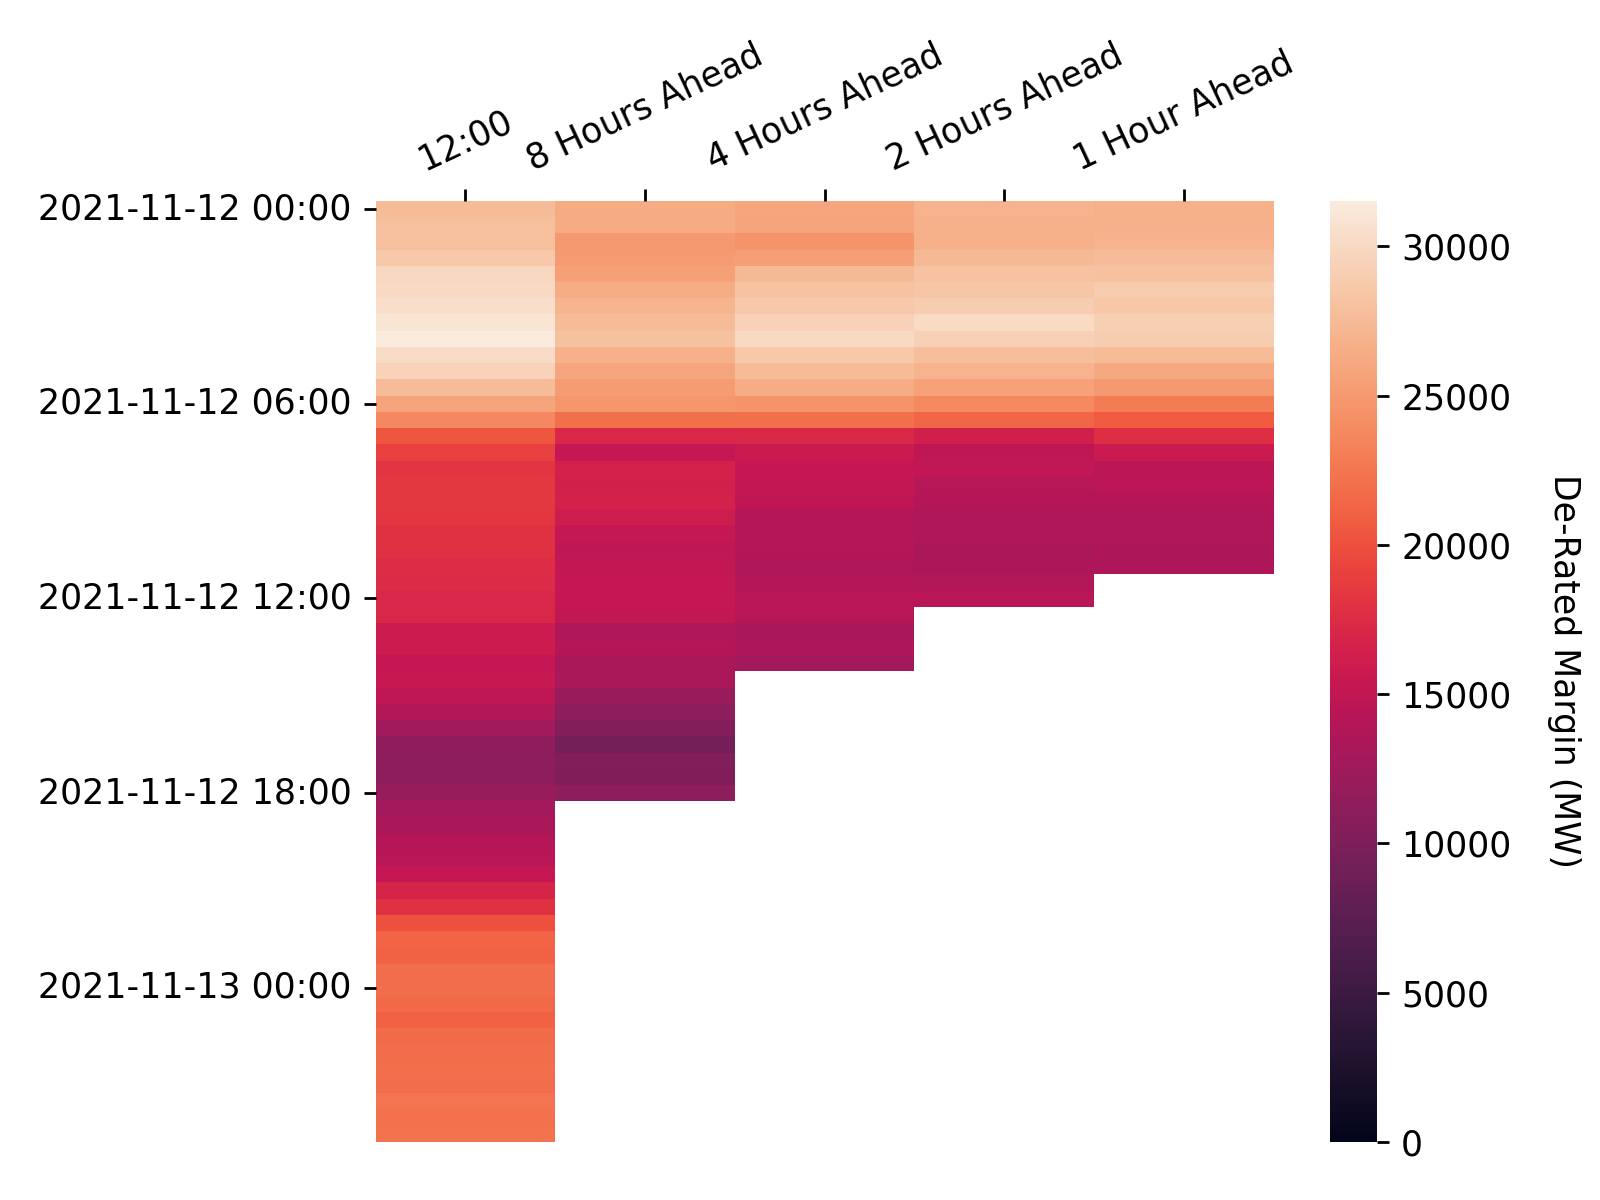 12:00
8 Hours Ahead
4 Hours Ahead
2 Hours Ahead
1 Hour Ahead
2021-11-12 00:00
2021-11-12 06:00
2021-11-12 12:00
2021-11-12 18:00
2021-11-13 00:00
30000
25000
20000
15000
10000
5000
0
De-Rated Margin (MW)